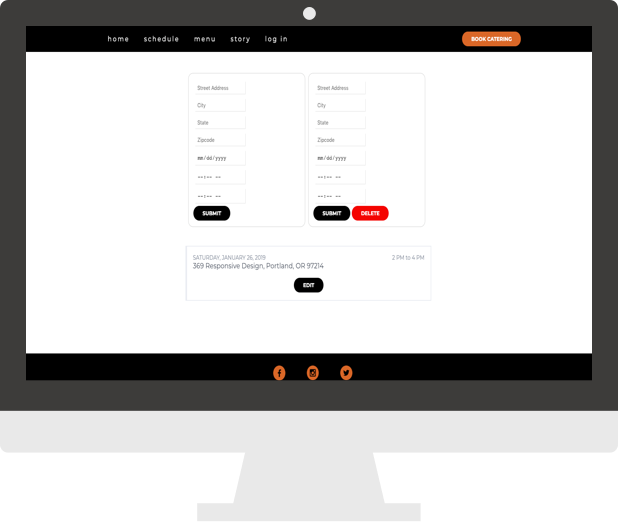 home schedule menu story log in BOOK CATERING
Street Address Street Address
City City
State State
Zipcode Zipcode
mm/dd/yyyy mm/dd/yyyy
--:-- -- --:-- --
--:-- -- --:-- --
SUBMIT SUBMIT DELETE
SATURDAY, JANUARY 26, 2019 2 PM to 4 PM
369 Responsive Design, Portland, OR 97214
EDIT